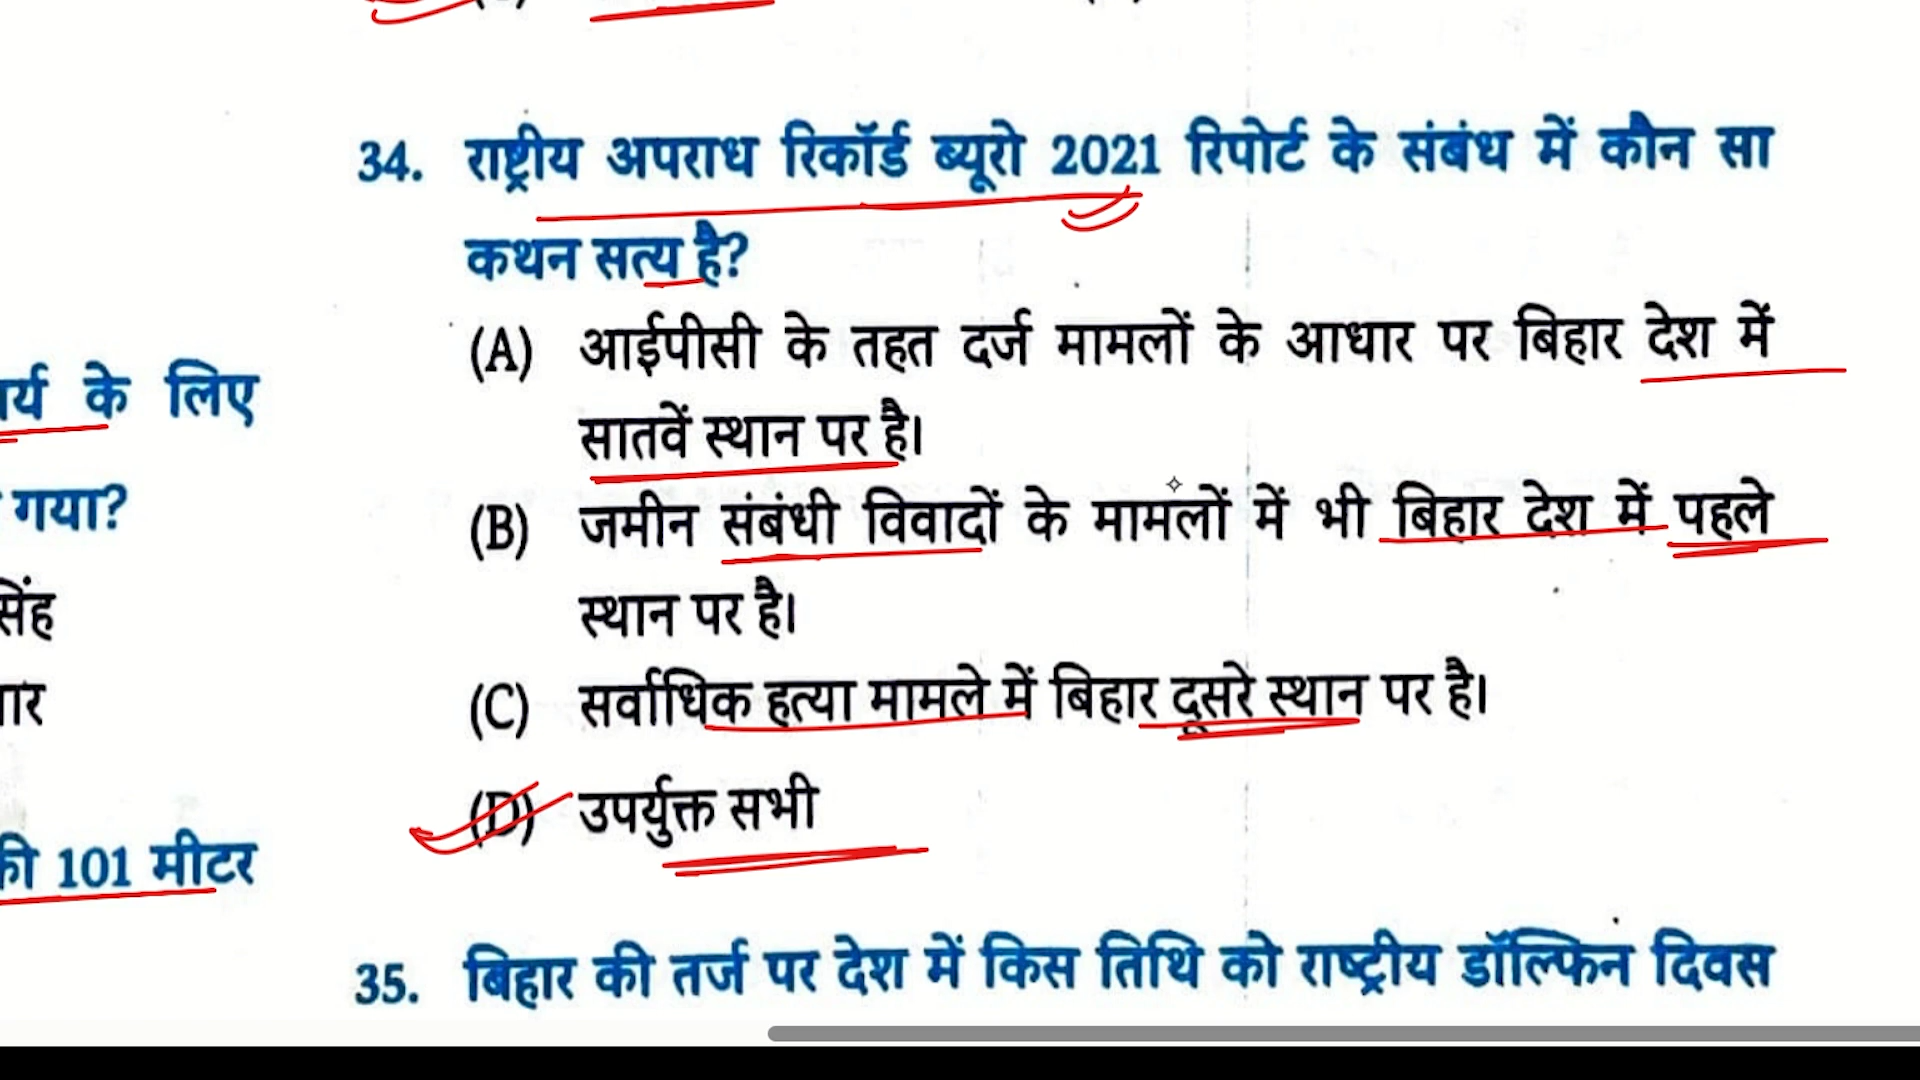 34. राष्ट्रीय अपराध रिकॉर्ड ब्यूरो 2021 रिपोर्ट के संबंध में कौन सा
कथन सत्य है?
(A) आईपीसी के तहत दर्ज मामलों के आधार पर बिहार देश में
सातवें स्थान पर है।
(B) जमीन संबंधी विवादों के मामलों में भी बिहार देश में पहले
स्थान पर है।
(C) सर्वाधिक हत्या मामले में बिहार दूसरे स्थान पर है।
(D) उपर्युक्त सभी
35. बिहार की तर्ज पर देश में किस तिथि को राष्ट्रीय डॉल्फिन दिवस
के लिए
गया?
सिंह
की 101 मीटर